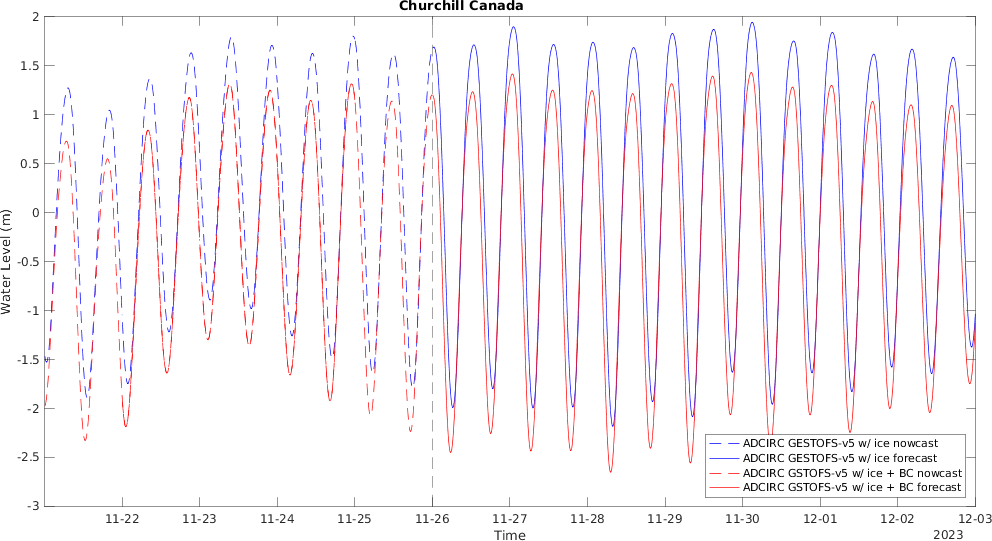 Churchill Canada
2
1.5
1
0.5
0
-0.5
-1
-1.5
-2
-2.5
-3
Water Level (m)
ADCIRC GESTOFS-v5 w/ ice nowcast
ADCIRC GESTOFS-v5 w/ ice forecast
ADCIRC GSTOFS-v5 w/ ice + BC nowcast
ADCIRC GSTOFS-v5 w/ ice + BC forecast
11-22 11-23 11-24 11-25 11-26 11-27 11-28 11-29 11-30 12-01 12-02 12-03
Time
2023